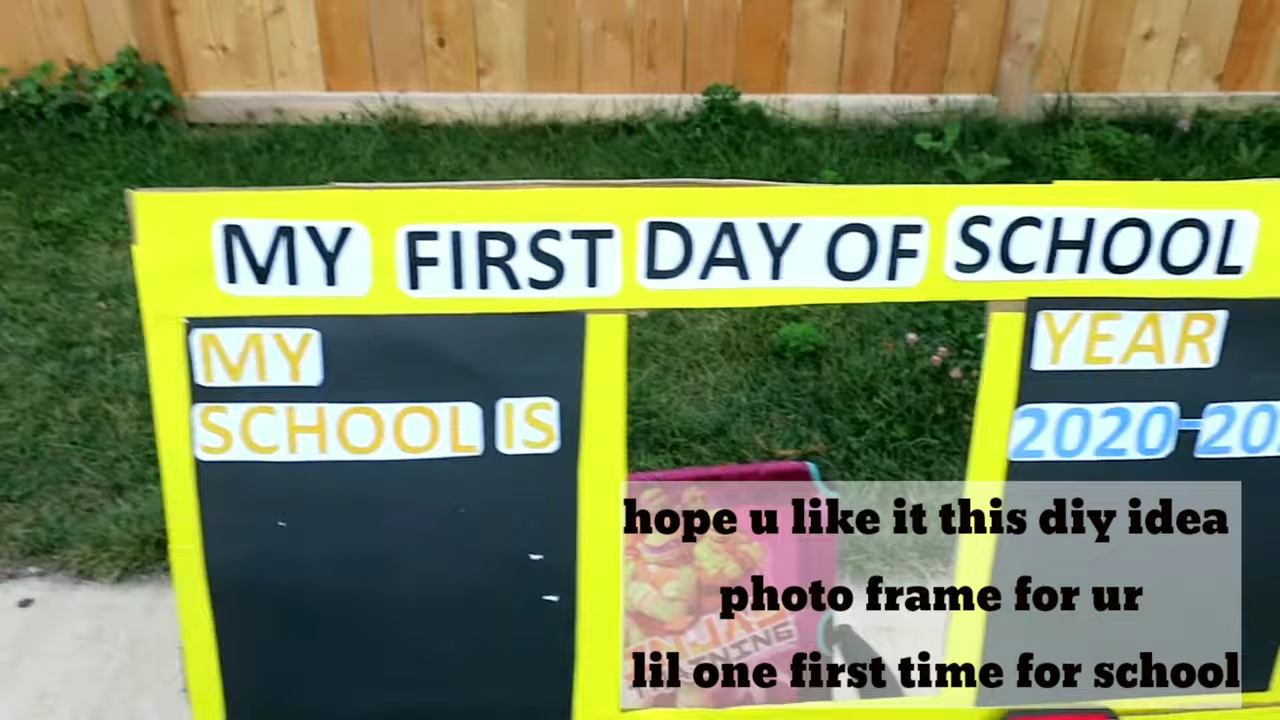 MY FIRST DAY OF SCHOOL
MY
SCHOOL IS
YEAR
2020-20
hope u like it this diy idea
photo frame for ur
lil one first time for school